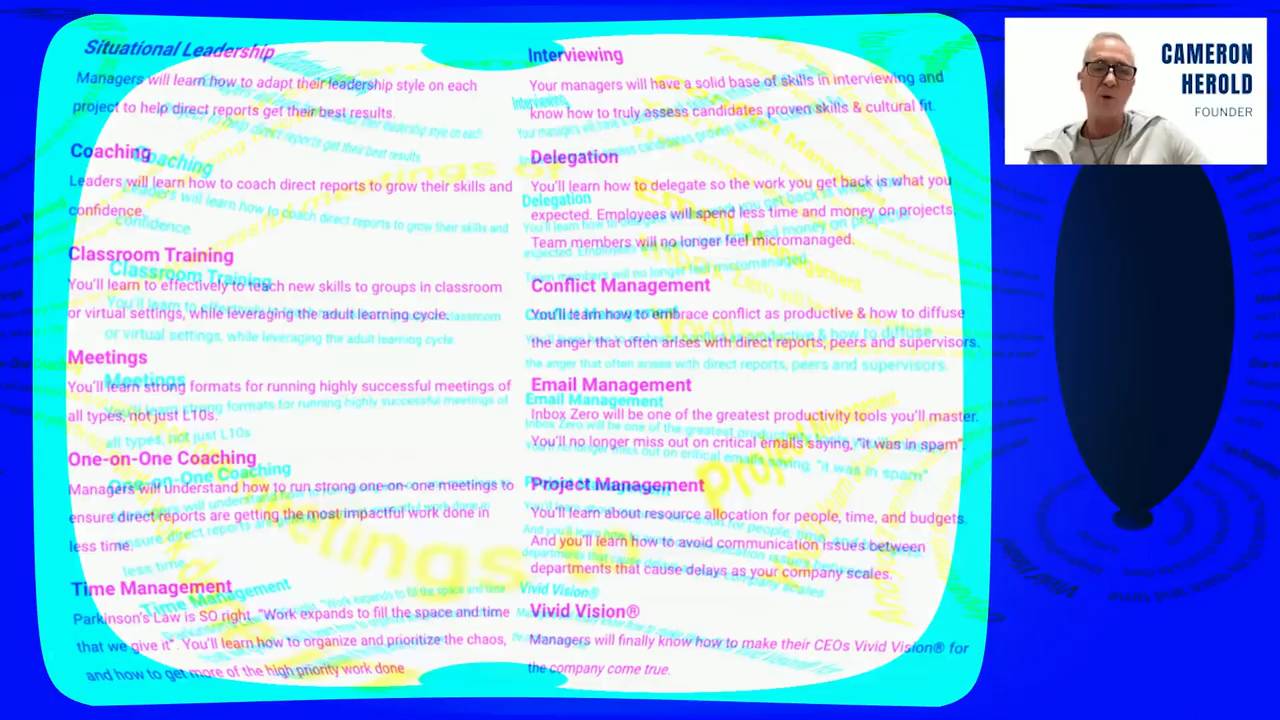 Situational Leadership
Managers will learn how to adapt their leadership style on each
project to help direct reports get their best results.
Coaching
Leaders will learn how to coach direct reports to grow their skills and
confidence.
Classroom Training
You'll learn to effectively to teach new skills to groups in classroom
or virtual settings, while leveraging the adult learning cycle.
Meetings
You'll learn strong formats for running highly successful meetings of
all types, not just L10s.
One-on-One Coaching
Managers will understand how to run strong one-on-one meetings to
ensure direct reports are getting the most impactful work done in
less time.
Time Management
Parkinson's Law is SO right. "Work expands to fill the space and time
that we give it". You'll learn how to organize and prioritize the chaos,
and how to get more of the high priority work done
Interviewing
Your managers will have a solid base of skills in interviewing and
know how to truly assess candidates proven skills & cultural fit.
Delegation
You'll learn how to delegate so the work you get back is what you
expected. Employees will spend less time and money on projects.
Team members will no longer feel micromanaged.
Conflict Management
You'll learn how to embrace conflict as productive & how to diffuse
the anger that often arises with direct reports, peers and supervisors.
Email Management
Inbox Zero will be one of the greatest productivity tools you'll master.
You'll no longer miss out on critical emails saying, "it was in spam".
Project Management
You'll learn about resource allocation for people, time, and budgets.
And you'll learn how to avoid communication issues between
departments that cause delays as your company scales.
Vivid Vision®
Managers will finally know how to make their CEOs Vivid Vision® for
the company come true.
CAMERON
HEROLD
FOUNDER